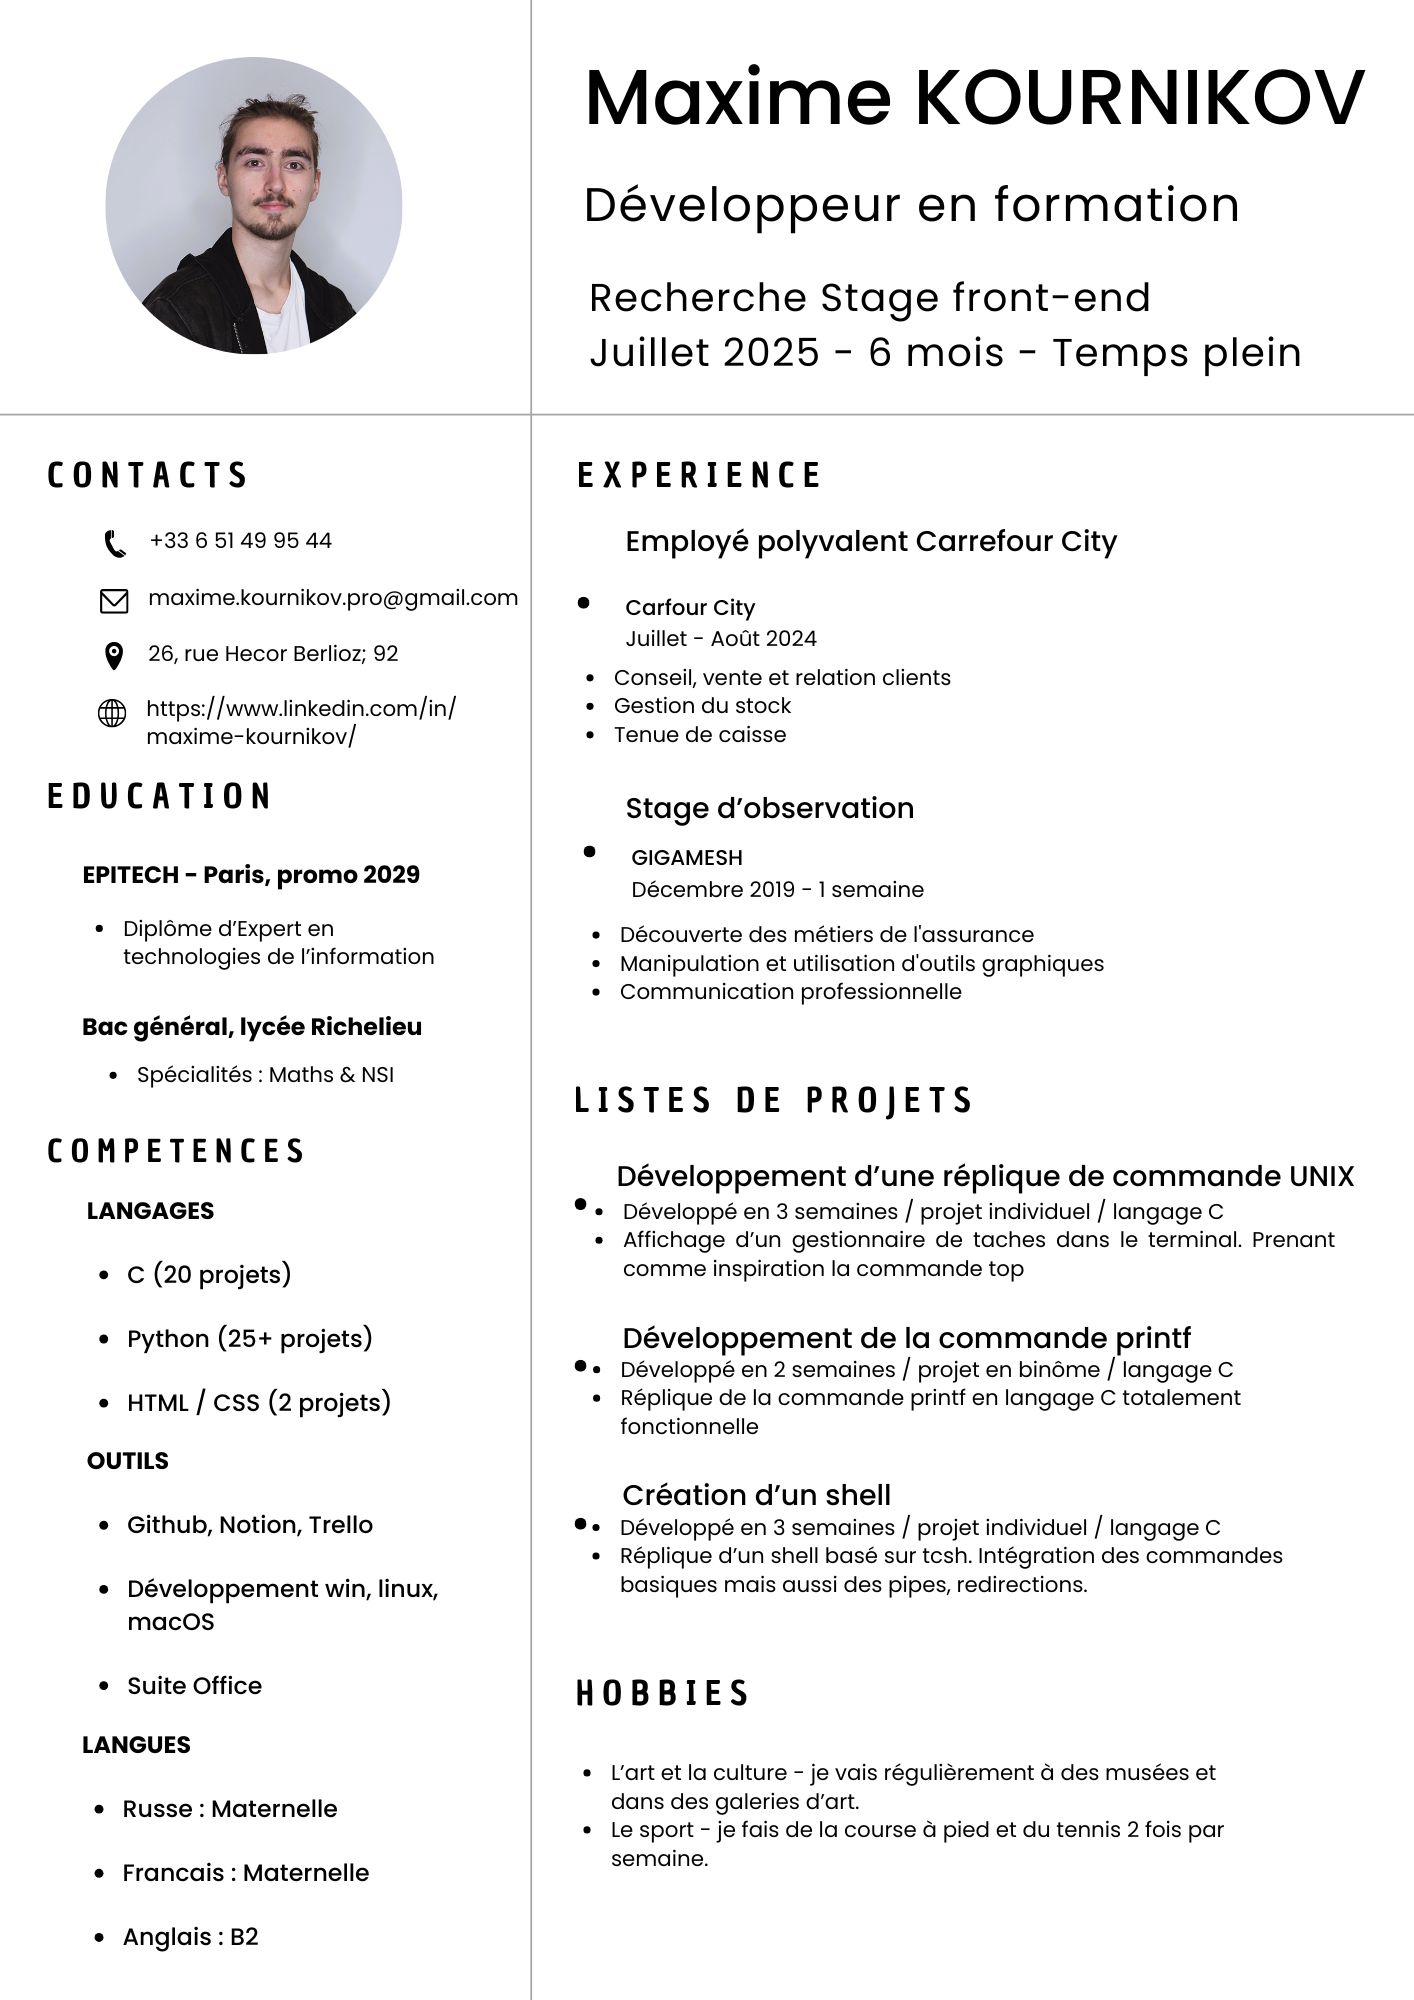 Maxime KOURNIKOV
Développeur en formation
Recherche Stage front-end
Juillet 2025 - 6 mois - Temps plein
CONTACTS
+33 6 51 49 95 44
maxime.kournikov.pro@gmail.com
26, rue Hecor Berlioz; 92
https://www.linkedin.com/in/
maxime-kournikov/
EDUCATION
EPITECH - Paris, promo 2029
• Diplôme d’Expert en
technologies de l’information
Bac général, lycée Richelieu
• Spécialités : Maths & NSI
COMPETENCES
LANGAGES
• C (20 projets)
• Python (25+ projets)
• HTML / CSS (2 projets)
OUTILS
• Github, Notion, Trello
• Développement win, linux,
macOS
• Suite Office
LANGUES
• Russe : Maternelle
• Francais : Maternelle
• Anglais : B2
EXPERIENCE
Employé polyvalent Carrefour City
• Carfour City
Juillet - Août 2024
• Conseil, vente et relation clients
• Gestion du stock
• Tenue de caisse
Stage d’observation
• GIGAMESH
Décembre 2019 - 1 semaine
• Découverte des métiers de l'assurance
• Manipulation et utilisation d'outils graphiques
• Communication professionnelle
LISTES DE PROJETS
Développement d’une réplique de commande UNIX
• Développé en 3 semaines / projet individuel / langage C
• Affichage d’un gestionnaire de taches dans le terminal. Prenant
comme inspiration la commande top
Développement de la commande printf
• Développé en 2 semaines / projet en binôme / langage C
• Réplique de la commande printf en langage C totalement
fonctionnelle
Création d’un shell
• Développé en 3 semaines / projet individuel / langage C
• Réplique d’un shell basé sur tcsh. Intégration des commandes
basiques mais aussi des pipes, redirections.
HOBBIES
• L’art et la culture - je vais régulièrement à des musées et
dans des galeries d’art.
• Le sport - je fais de la course à pied et du tennis 2 fois par
semaine.